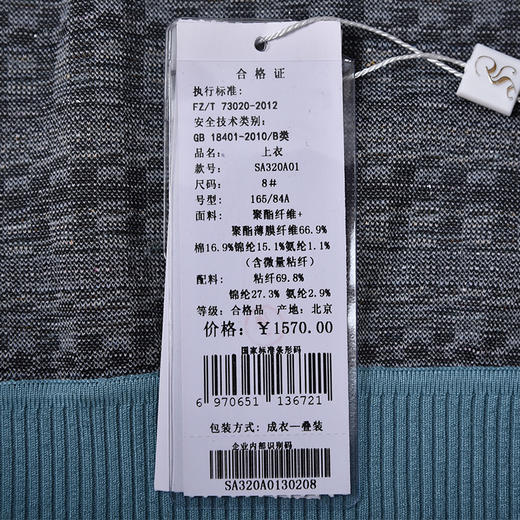 合格证
执行标准:
FZ/T 73020-2012
安全技术类别:
GB 18401-2010/B类
品名: 上衣
款号: SA320A01
尺码: 8#
号型: 165/84A
面料: 聚酯纤维+
聚酯薄膜纤维66.9%
棉16.9%锦纶15.1%氨纶1.1%
(含微量粘纤)
配料: 粘纤69.8%
锦纶27.3% 氨纶2.9%
等级: 合格品 产地: 北京
价格: ¥1570.00
国家标准条形码
6 970651 136721
包装方式: 成衣—叠装
企业内部识别码
SA320A0130208